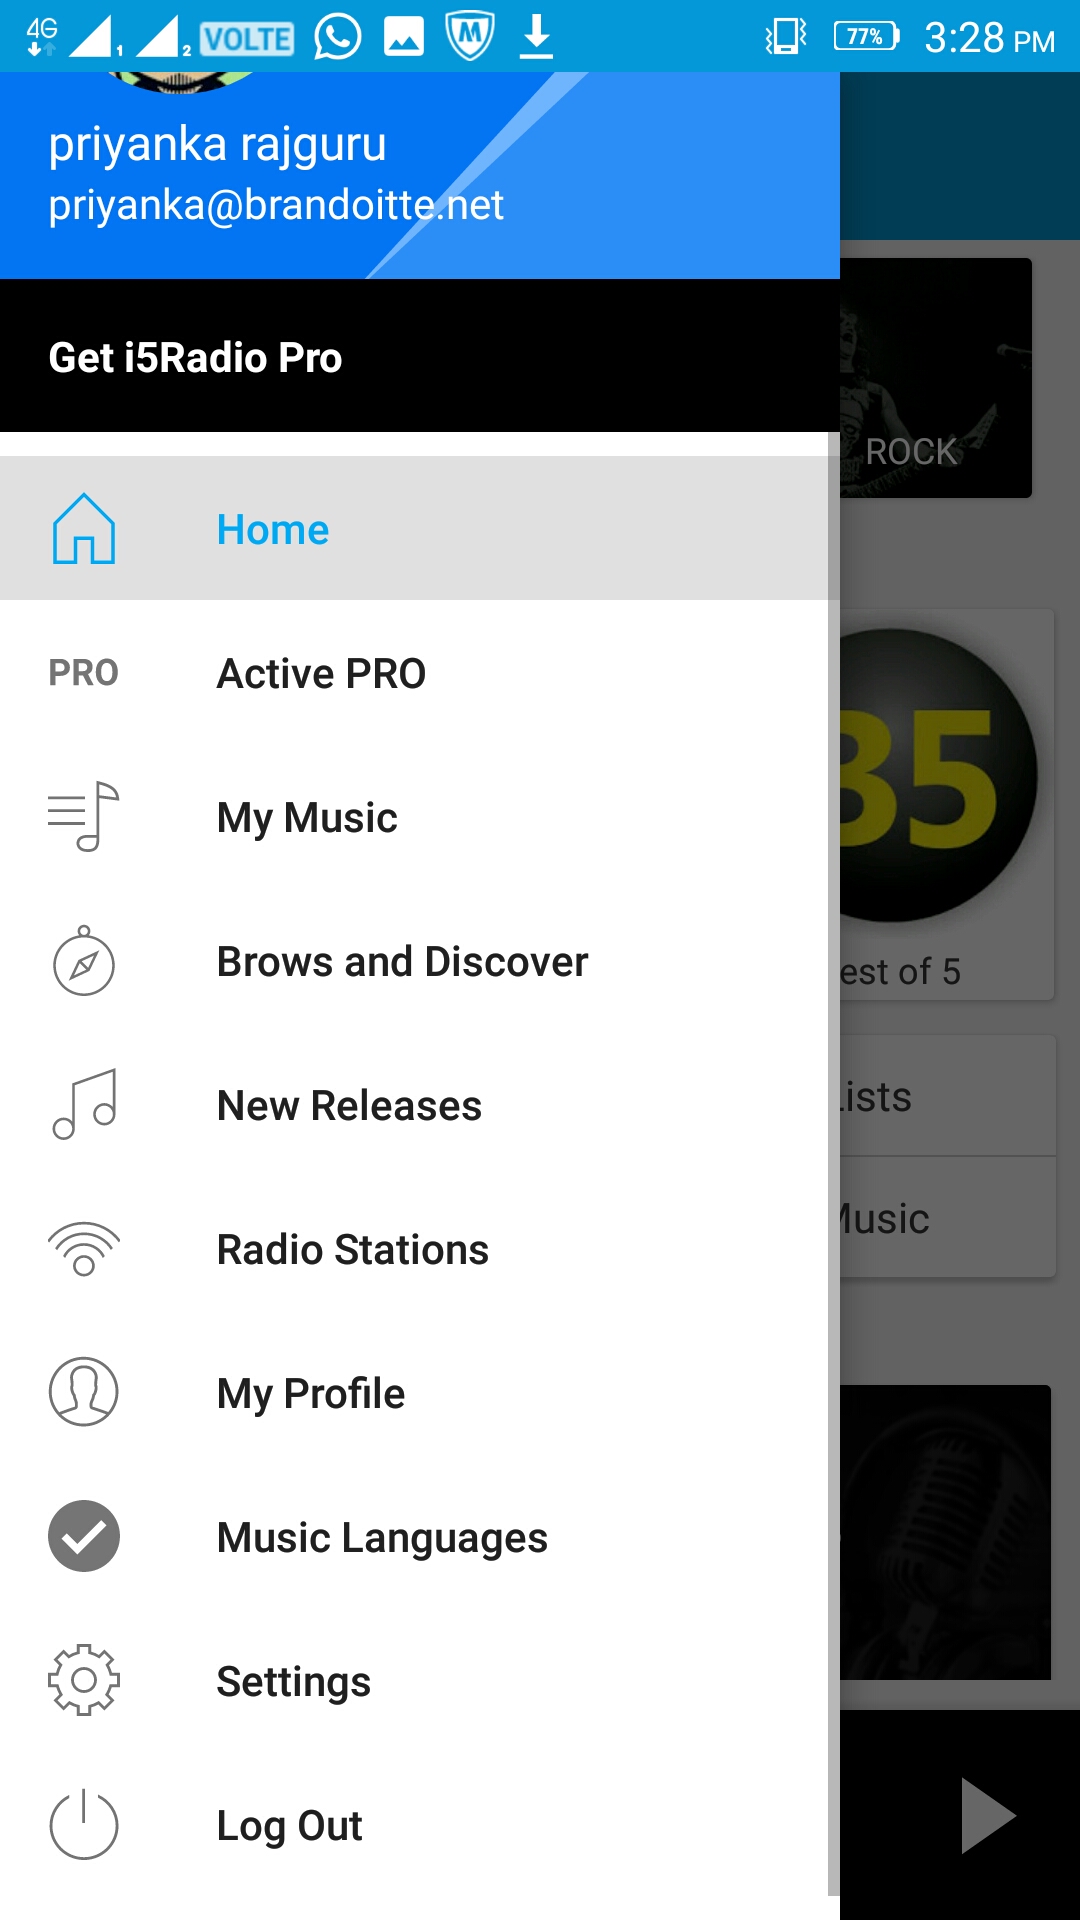 4G 1 2 VOLTE M 77% 3:28 PM
priyanka rajguru
priyanka@brandoitte.net
Get i5Radio Pro
ROCK
Home
PRO Active PRO
My Music
35
Brows and Discover
est of 5
New Releases
Lists
Radio Stations
Music
My Profile
Music Languages
Settings
Log Out